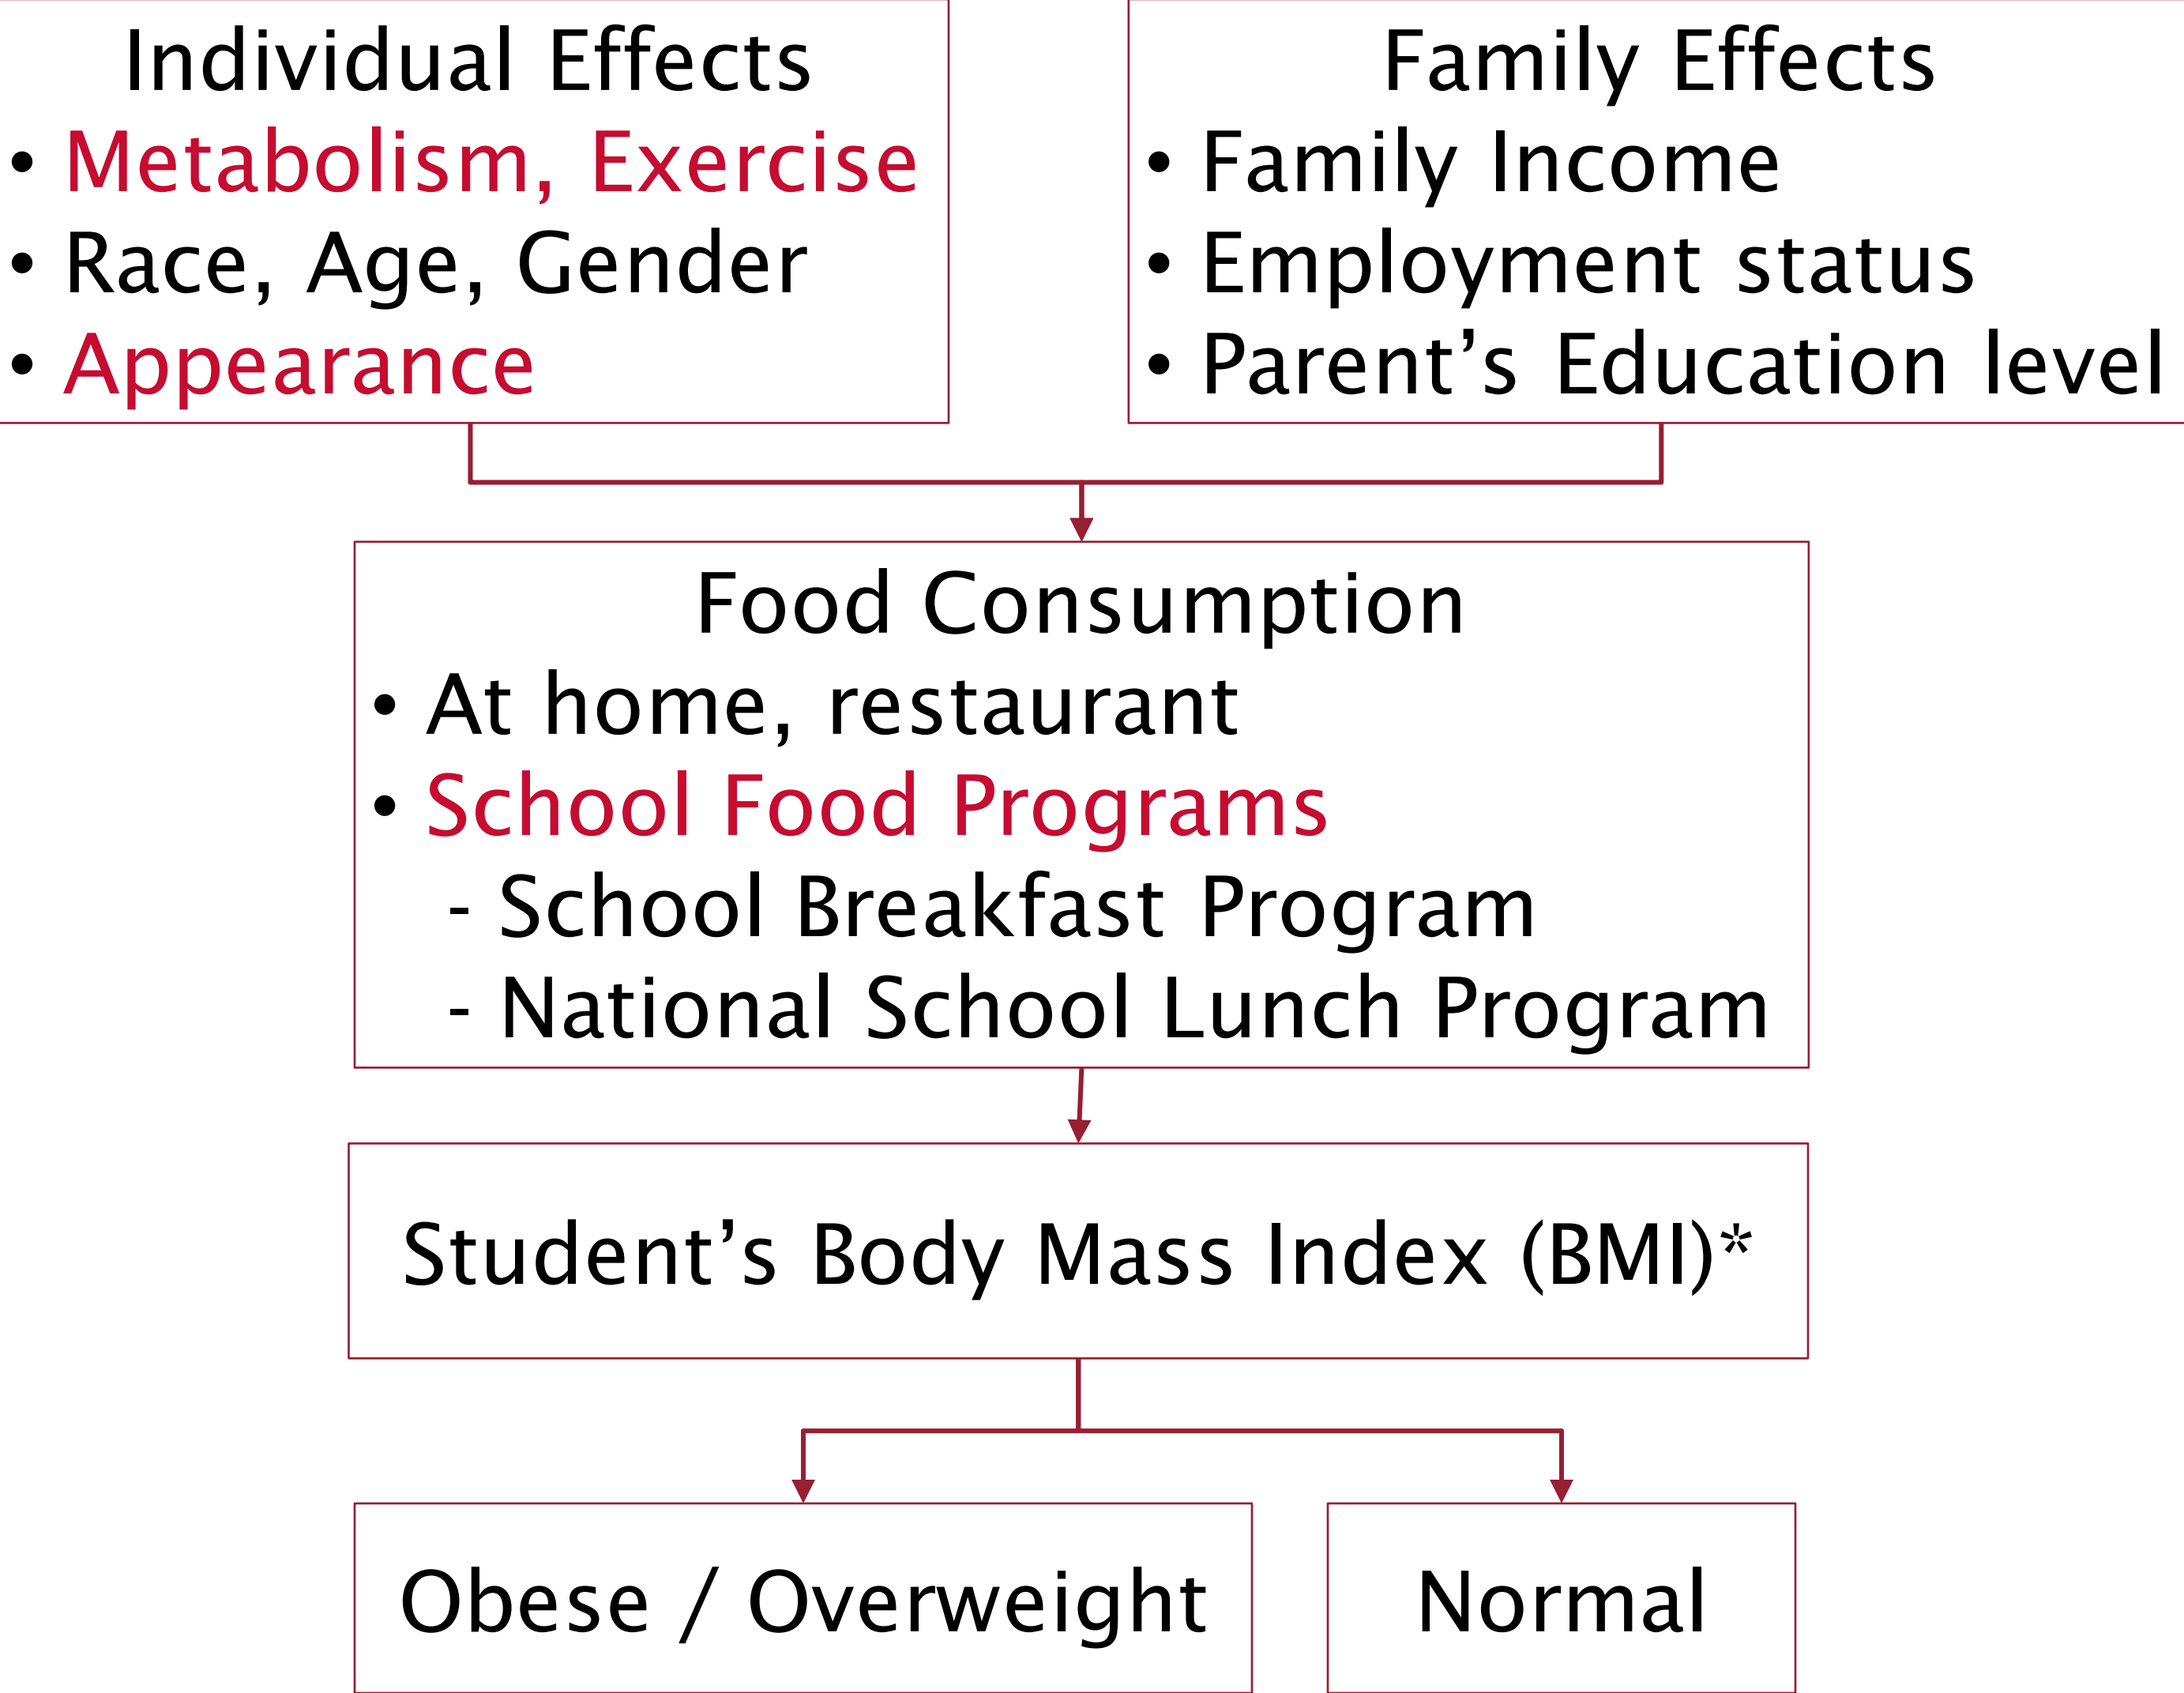 Individual Effects
• Metabolism, Exercise
• Race, Age, Gender
• Appearance
Family Effects
• Family Income
• Employment status
• Parent’s Education level
Food Consumption
• At home, restaurant
• School Food Programs
- School Breakfast Program
- National School Lunch Program
Student’s Body Mass Index (BMI)*
Obese / Overweight
Normal